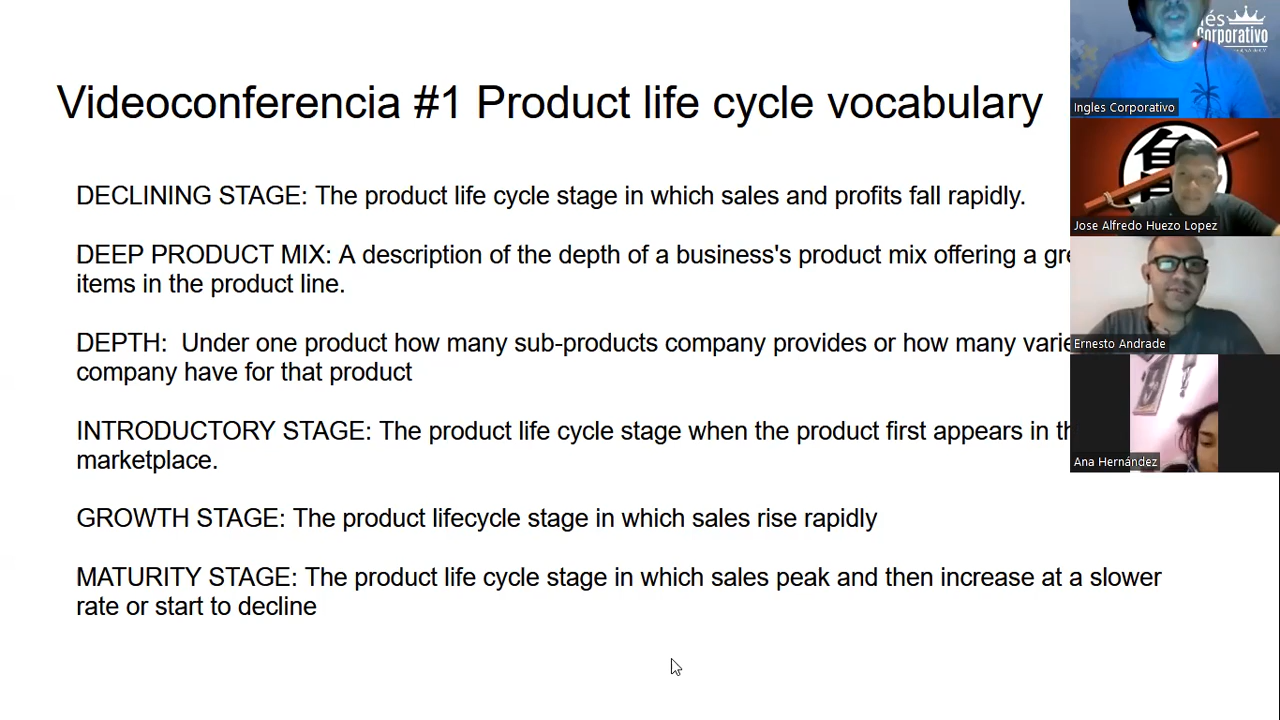 Videoconferencia #1 Product life cycle vocabulary
DECLINING STAGE: The product life cycle stage in which sales and profits fall rapidly.
DEEP PRODUCT MIX: A description of the depth of a business's product mix offering a
items in the product line.
DEPTH:  Under one product how many sub-products company provides or how many
company have for that product
INTRODUCTORY STAGE: The product life cycle stage when the product first appears in
marketplace.
GROWTH STAGE: The product lifecycle stage in which sales rise rapidly
MATURITY STAGE: The product life cycle stage in which sales peak and then increase at a slower
rate or start to decline
Corporativo
Ingles Corporativo
Jose Alfredo Huezo Lopez
Ernesto Andrade
Ana Hernández